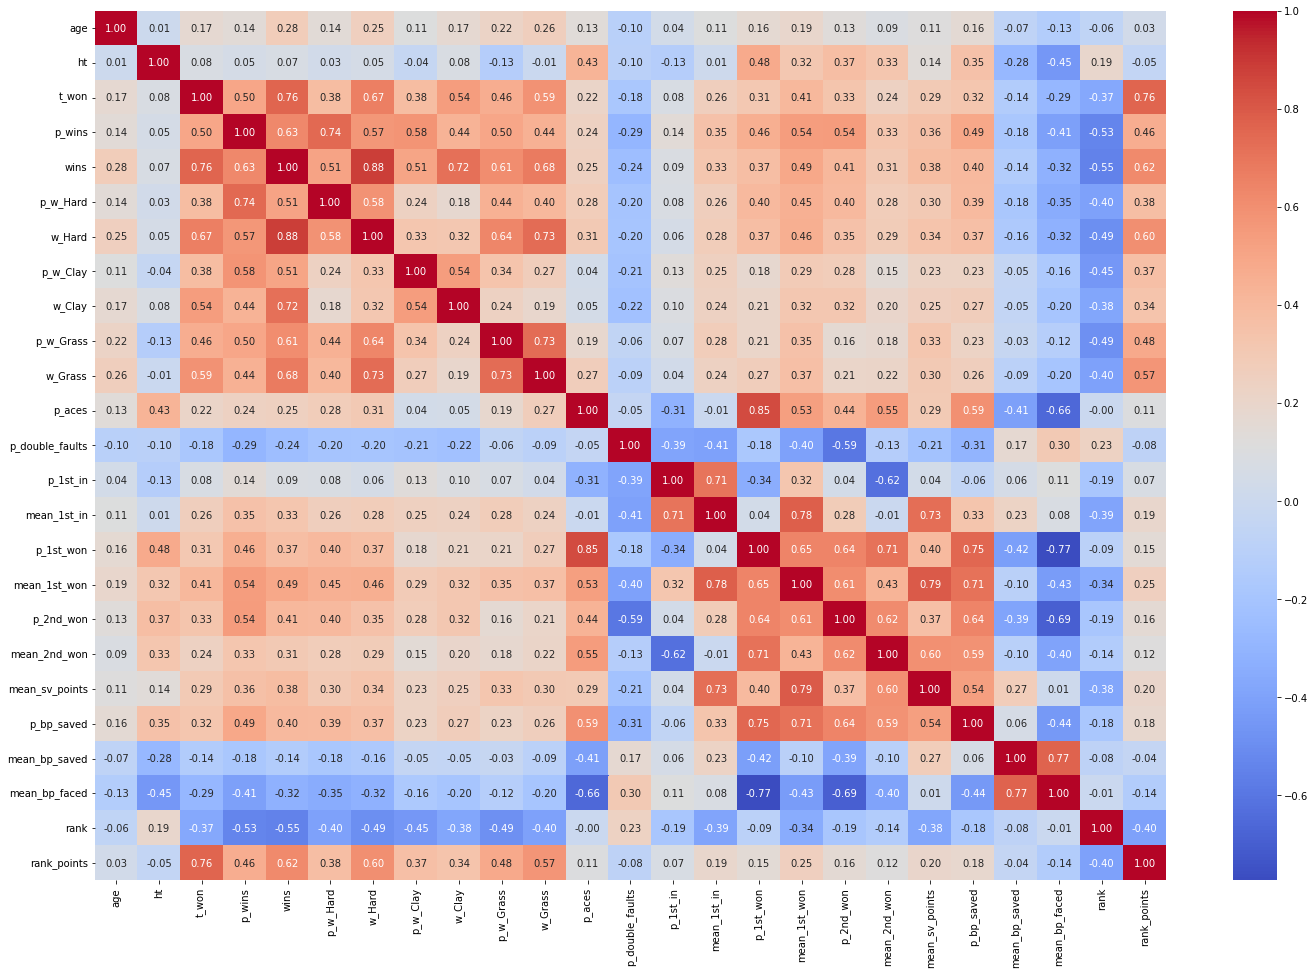 age 1.00 0.01 0.17 0.14 0.28 0.14 0.25 0.11 0.17 0.22 0.26 0.13 -0.10 0.04 0.11 0.16 0.19 0.13 0.09 0.11 0.16 -0.07 -0.13 -0.06 0.03
ht 0.01 1.00 0.08 0.05 0.07 0.03 0.05 -0.04 0.08 -0.13 -0.01 0.43 -0.10 -0.13 0.01 0.48 0.32 0.37 0.33 0.14 0.35 -0.28 -0.45 0.19 -0.05
t_won 0.17 0.08 1.00 0.50 0.76 0.38 0.67 0.38 0.54 0.46 0.59 0.22 -0.18 0.08 0.26 0.31 0.41 0.33 0.24 0.29 0.32 -0.14 -0.29 -0.37 0.76
p_wins 0.14 0.05 0.50 1.00 0.63 0.74 0.57 0.58 0.44 0.50 0.44 0.24 -0.29 0.14 0.35 0.46 0.54 0.54 0.33 0.36 0.49 -0.18 -0.41 -0.53 0.46
wins 0.28 0.07 0.76 0.63 1.00 0.51 0.88 0.51 0.72 0.61 0.68 0.25 -0.24 0.09 0.33 0.37 0.49 0.41 0.31 0.38 0.40 -0.14 -0.32 -0.55 0.62
p_w_Hard 0.14 0.03 0.38 0.74 0.51 1.00 0.58 0.24 0.18 0.44 0.40 0.28 -0.20 0.08 0.26 0.40 0.45 0.40 0.28 0.30 0.39 -0.18 -0.35 -0.40 0.38
w_Hard 0.25 0.05 0.67 0.57 0.88 0.58 1.00 0.33 0.32 0.64 0.73 0.31 -0.20 0.06 0.28 0.37 0.46 0.35 0.29 0.34 0.37 -0.16 -0.32 -0.49 0.60
p_w_Clay 0.11 -0.04 0.38 0.58 0.51 0.24 0.33 1.00 0.54 0.34 0.27 0.04 -0.21 0.13 0.25 0.18 0.29 0.28 0.15 0.23 0.23 -0.05 -0.16 -0.45 0.37
w_Clay 0.17 0.08 0.54 0.44 0.72 0.18 0.32 0.54 1.00 0.24 0.19 0.05 -0.22 0.10 0.24 0.21 0.32 0.32 0.20 0.25 0.27 -0.05 -0.20 -0.38 0.34
p_w_Grass 0.22 -0.13 0.46 0.50 0.61 0.44 0.64 0.34 0.24 1.00 0.73 0.19 -0.06 0.07 0.28 0.21 0.35 0.16 0.18 0.33 0.23 -0.03 -0.12 -0.49 0.48
w_Grass 0.26 -0.01 0.59 0.44 0.68 0.40 0.73 0.27 0.19 0.73 1.00 0.27 -0.09 0.04 0.24 0.27 0.37 0.21 0.22 0.30 0.26 -0.09 -0.20 -0.40 0.57
p_aces 0.13 0.43 0.22 0.24 0.25 0.28 0.31 0.04 0.05 0.19 0.27 1.00 -0.05 -0.31 -0.01 0.85 0.53 0.44 0.55 0.29 0.59 -0.41 -0.66 -0.00 0.11
p_double_faults -0.10 -0.10 -0.18 -0.29 -0.24 -0.20 -0.20 -0.21 -0.22 -0.06 -0.09 -0.05 1.00 -0.39 -0.41 -0.18 -0.40 -0.59 -0.13 -0.21 -0.31 0.17 0.30 0.23 -0.08
p_1st_in 0.04 -0.13 0.08 0.14 0.09 0.08 0.06 0.13 0.10 0.07 0.04 -0.31 -0.39 1.00 0.71 -0.34 0.32 0.04 -0.62 0.04 -0.06 0.06 0.11 -0.19 0.07
mean_1st_in 0.11 0.01 0.26 0.35 0.33 0.26 0.28 0.25 0.24 0.28 0.24 -0.01 -0.41 0.71 1.00 0.04 0.78 0.28 -0.01 0.73 0.33 0.23 0.08 -0.39 0.19
p_1st_won 0.16 0.48 0.31 0.46 0.37 0.40 0.37 0.18 0.21 0.21 0.27 0.85 -0.18 -0.34 0.04 1.00 0.65 0.64 0.71 0.40 0.75 -0.42 -0.77 -0.09 0.15
mean_1st_won 0.19 0.32 0.41 0.54 0.49 0.45 0.46 0.29 0.32 0.35 0.37 0.53 -0.40 0.32 0.78 0.65 1.00 0.61 0.43 0.79 0.71 -0.10 -0.43 -0.34 0.25
p_2nd_won 0.13 0.37 0.33 0.54 0.41 0.40 0.35 0.28 0.32 0.16 0.21 0.44 -0.59 0.04 0.28 0.64 0.61 1.00 0.62 0.37 0.64 -0.39 -0.69 -0.19 0.16
mean_2nd_won 0.09 0.33 0.24 0.33 0.31 0.28 0.29 0.15 0.20 0.18 0.22 0.55 -0.13 -0.62 -0.01 0.71 0.43 0.62 1.00 0.60 0.59 -0.10 -0.40 -0.14 0.12
mean_sv_points 0.11 0.14 0.29 0.36 0.38 0.30 0.34 0.23 0.25 0.33 0.30 0.29 -0.21 0.04 0.73 0.40 0.79 0.37 0.60 1.00 0.54 0.27 0.01 -0.38 0.20
p_bp_saved 0.16 0.35 0.32 0.49 0.40 0.39 0.37 0.23 0.27 0.23 0.26 0.59 -0.31 -0.06 0.33 0.75 0.71 0.64 0.59 0.54 1.00 0.06 -0.44 -0.18 0.18
mean_bp_saved -0.07 -0.28 -0.14 -0.18 -0.14 -0.18 -0.16 -0.05 -0.05 -0.03 -0.09 -0.41 0.17 0.06 0.23 -0.42 -0.10 -0.39 -0.10 0.27 0.06 1.00 0.77 -0.08 -0.04
mean_bp_faced -0.13 -0.45 -0.29 -0.41 -0.32 -0.35 -0.32 -0.16 -0.20 -0.12 -0.20 -0.66 0.30 0.11 0.08 -0.77 -0.43 -0.69 -0.40 0.01 -0.44 0.77 1.00 -0.01 -0.14
rank -0.06 0.19 -0.37 -0.53 -0.55 -0.40 -0.49 -0.45 -0.38 -0.49 -0.40 -0.00 0.23 -0.19 -0.39 -0.09 -0.34 -0.19 -0.14 -0.38 -0.18 -0.08 -0.01 1.00 -0.40
rank_points 0.03 -0.05 0.76 0.46 0.62 0.38 0.60 0.37 0.34 0.48 0.57 0.11 -0.08 0.07 0.19 0.15 0.25 0.16 0.12 0.20 0.18 -0.04 -0.14 -0.40 1.00
age ht t_won p_wins wins p_w_Hard w_Hard p_w_Clay w_Clay p_w_Grass w_Grass p_aces p_double_faults p_1st_in mean_1st_in p_1st_won mean_1st_won p_2nd_won mean_2nd_won mean_sv_points p_bp_saved mean_bp_saved mean_bp_faced rank rank_points
1.0
0.8
0.6
0.4
0.2
0.0
−0.2
−0.4
−0.6